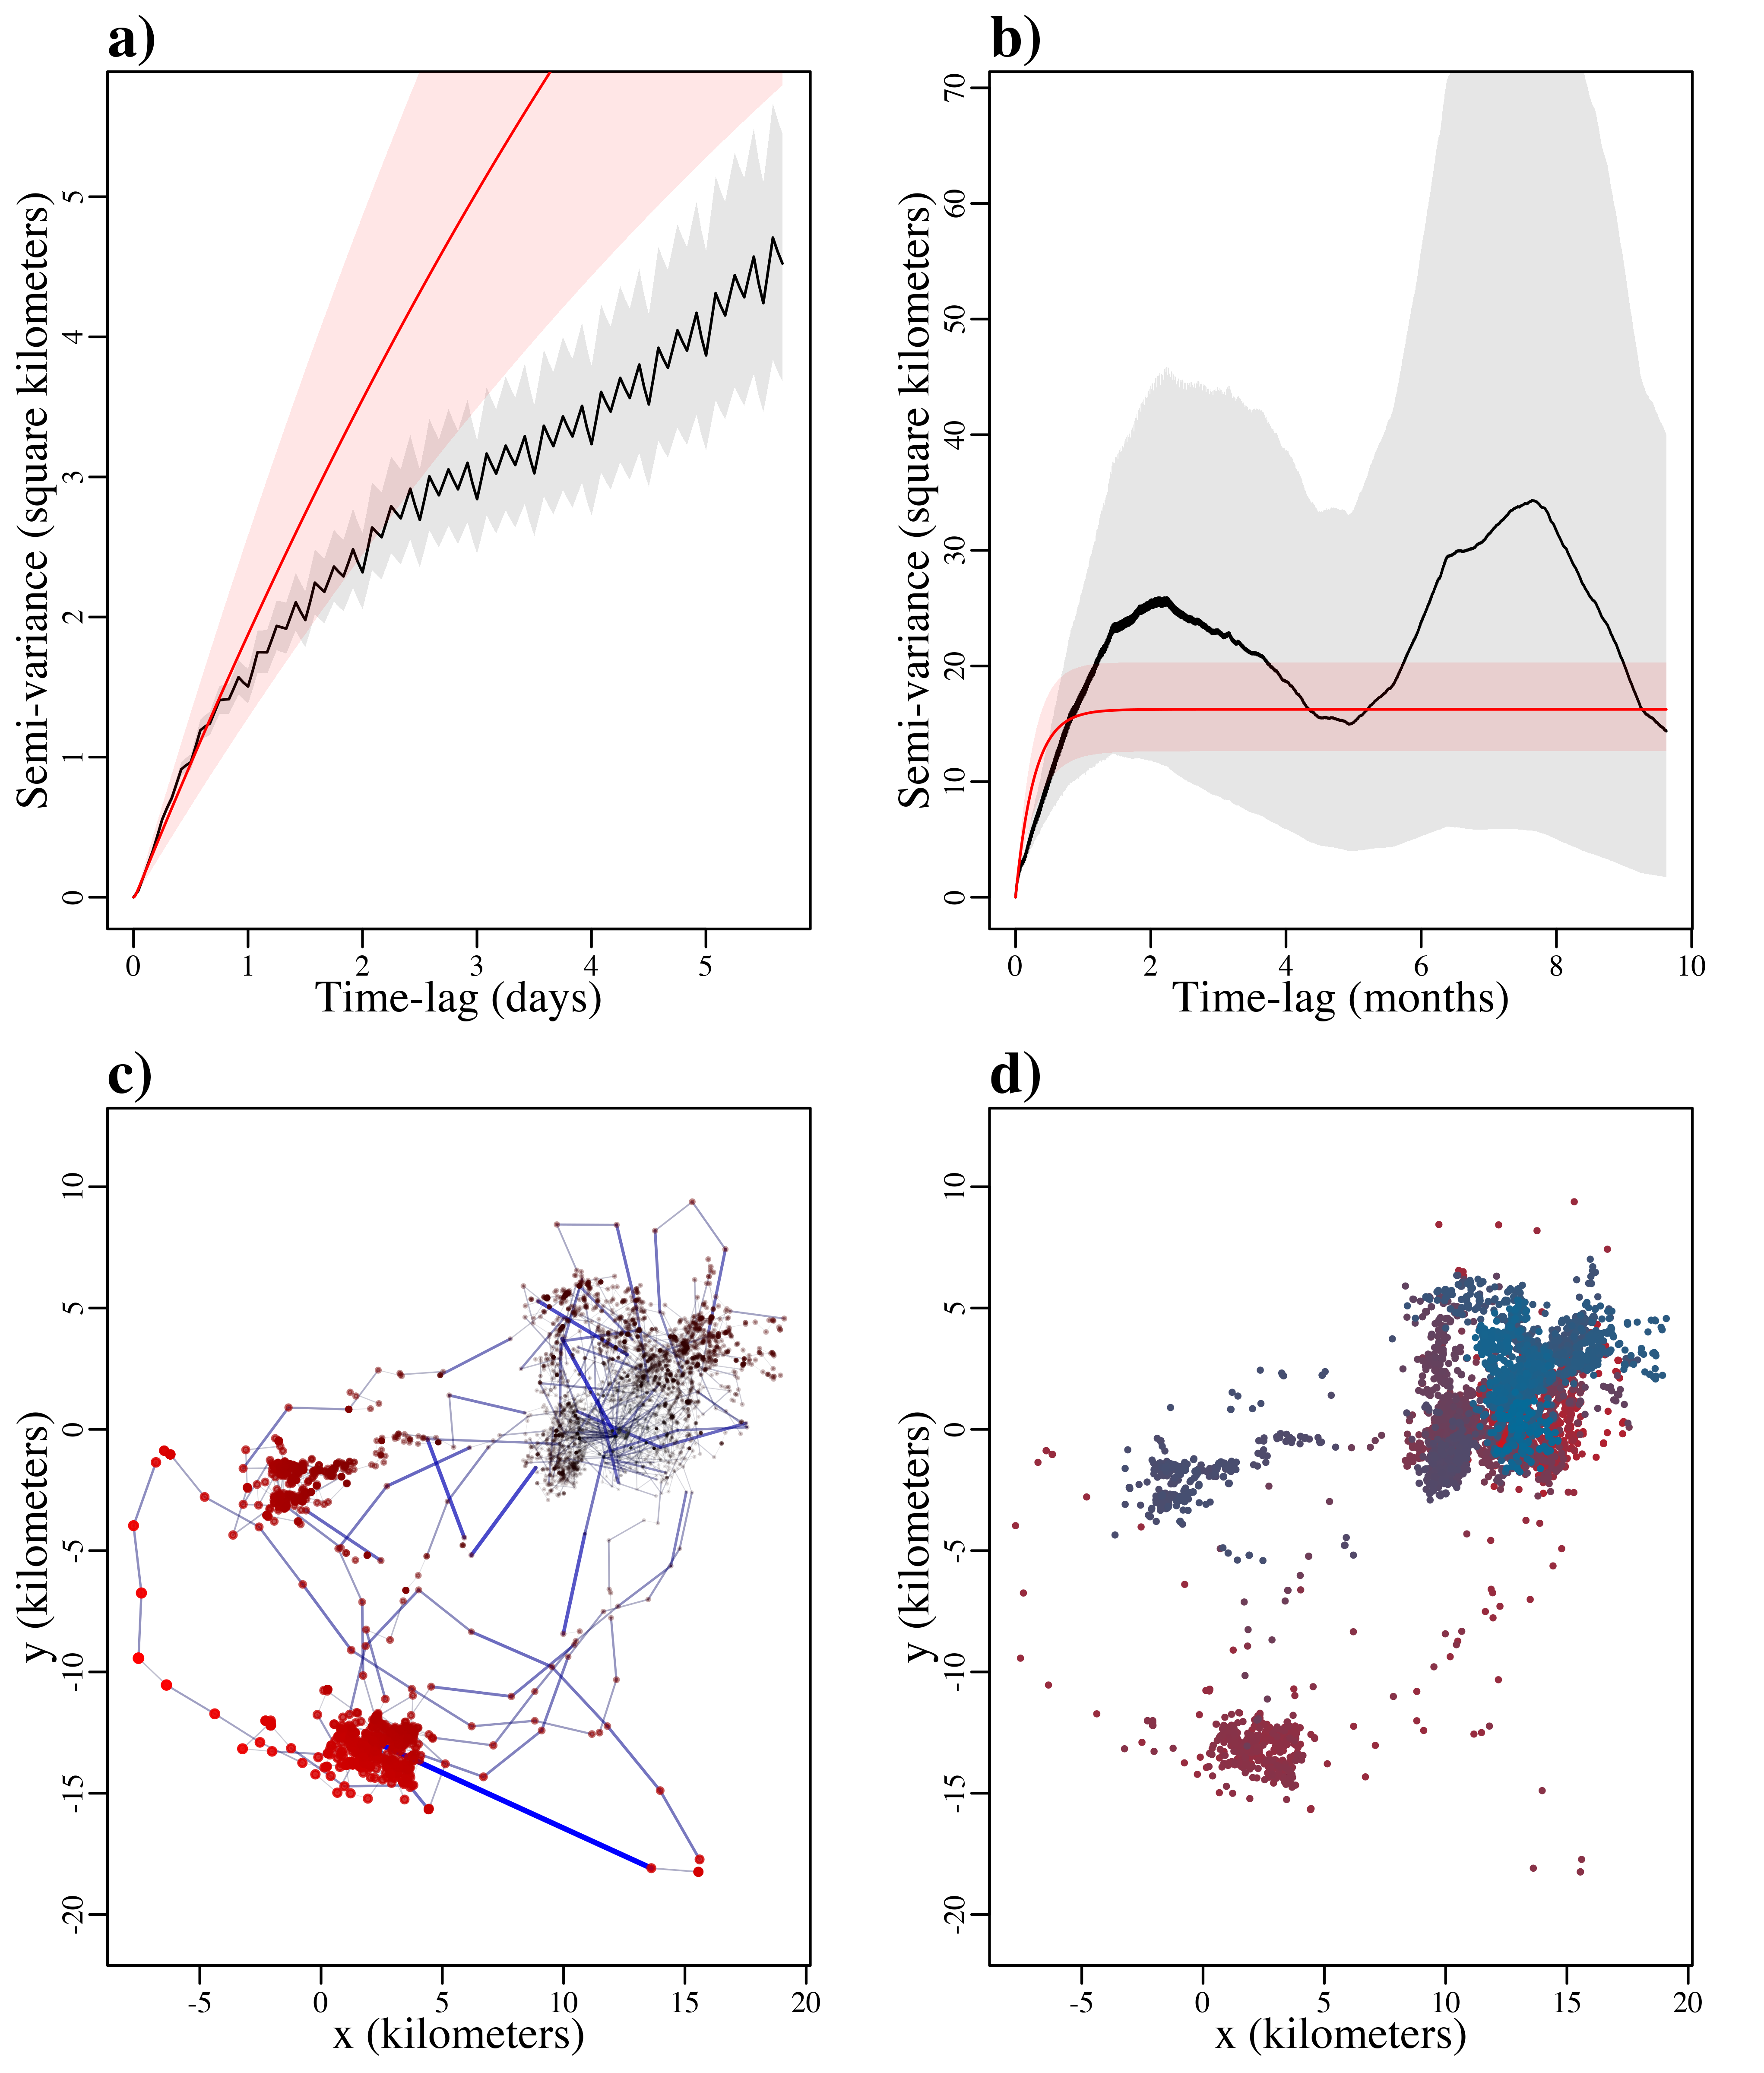 a)
Semi-variance (square kilometers)
0 1 2 3 4 5
0 1 2 3 4 5
Time-lag (days)
b)
Semi-variance (square kilometers)
0 10 20 30 40 50 60 70
0 2 4 6 8 10
Time-lag (months)
c)
y (kilometers)
-20 -15 -10 -5 0 5 10
-5 0 5 10 15 20
x (kilometers)
d)
y (kilometers)
-20 -15 -10 -5 0 5 10
-5 0 5 10 15 20
x (kilometers)